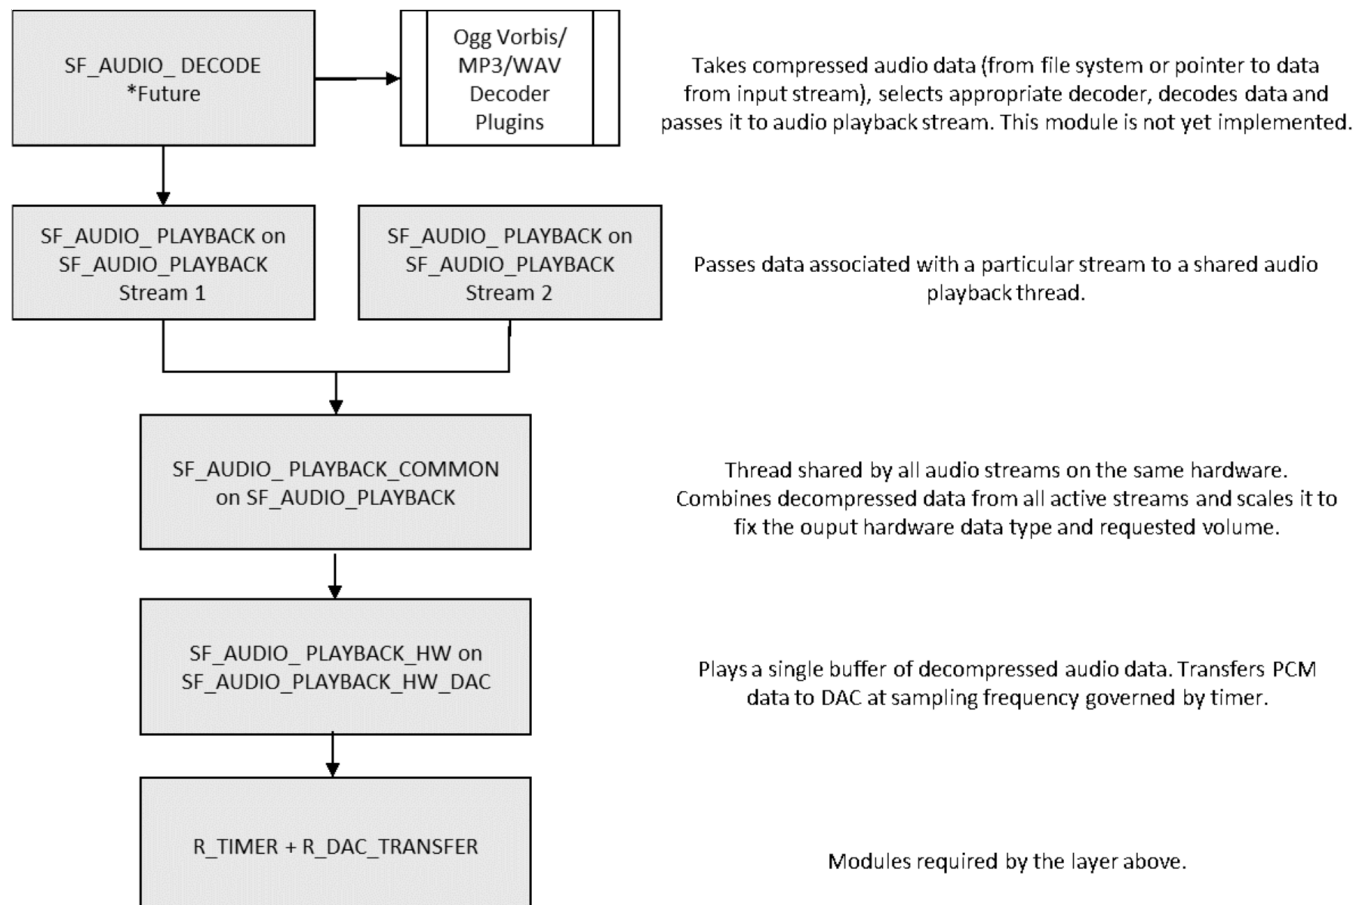 SF_AUDIO_ DECODE
*Future
Ogg Vorbis/
MP3/WAV
Decoder
Plugins
Takes compressed audio data (from file system or pointer to data
from input stream), selects appropriate decoder, decodes data and
passes it to audio playback stream. This module is not yet implemented.
SF_AUDIO_ PLAYBACK on
SF_AUDIO_PLAYBACK
Stream 1
SF_AUDIO_ PLAYBACK on
SF_AUDIO_PLAYBACK
Stream 2
Passes data associated with a particular stream to a shared audio
playback thread.
SF_AUDIO_ PLAYBACK_COMMON
on SF_AUDIO_PLAYBACK
Thread shared by all audio streams on the same hardware.
Combines decompressed data from all active streams and scales it to
fix the ouput hardware data type and requested volume.
SF_AUDIO_ PLAYBACK_HW on
SF_AUDIO_PLAYBACK_HW_DAC
Plays a single buffer of decompressed audio data. Transfers PCM
data to DAC at sampling frequency governed by timer.
R_TIMER + R_DAC_TRANSFER
Modules required by the layer above.